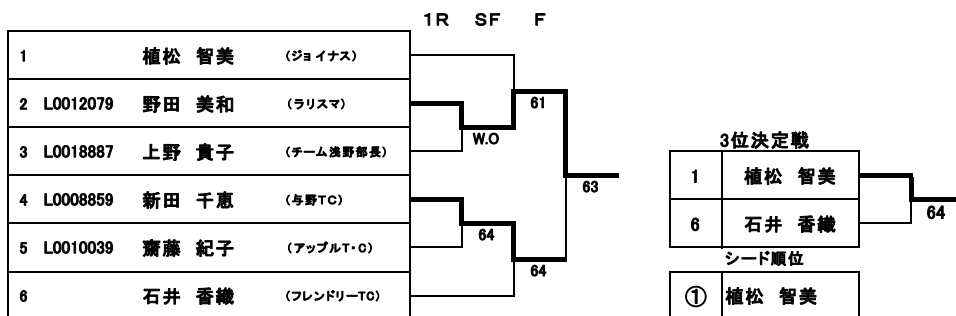 1R SF F
1 植松 智美 (ジョイナス)
2 L0012079 野田 美和 (ラリスマ)
3 L0018887 上野 貴子 (チーム浅野部長)
4 L0008859 新田 千恵 (与野TC)
5 L0010039 齋藤 紀子 (アップルT・C)
6 石井 香織 (フレンドリーTC)
61
W.O
63
64
64
3位決定戦
1 植松 智美
6 石井 香織
64
シード順位
① 植松 智美